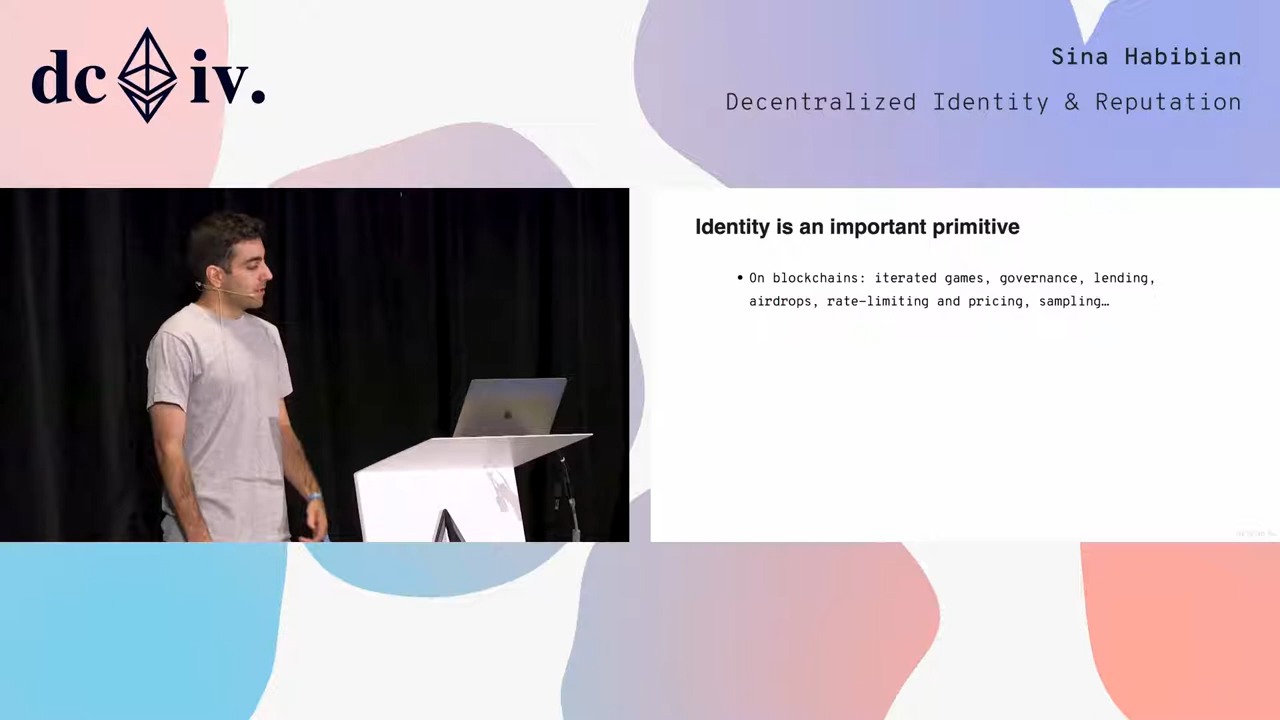 dc iv.
Sina Habibian
Decentralized Identity & Reputation
Identity is an important primitive
• On blockchains: iterated games, governance, lending,
airdrops, rate-limiting and pricing, sampling…